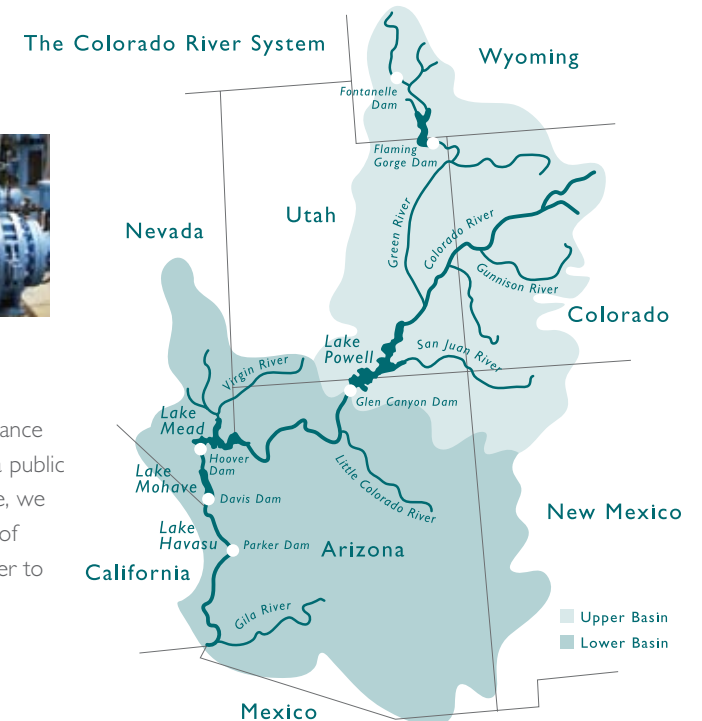 The Colorado River System
Wyoming
Fontanelle
Dam
Flaming
Gorge Dam
Utah
Nevada
Green River
Colorado River
Gunnison River
Colorado
Lake
Powell
San Juan River
Virgin River
Glen Canyon Dam
Lake
Mead
Hoover
Dam
Little Colorado River
Lake
Mohave
Davis Dam
New Mexico
Lake
Havasu
Parker Dam
Arizona
California
Gila River
Upper Basin
Lower Basin
Mexico
ance
public
e, we
of
er to